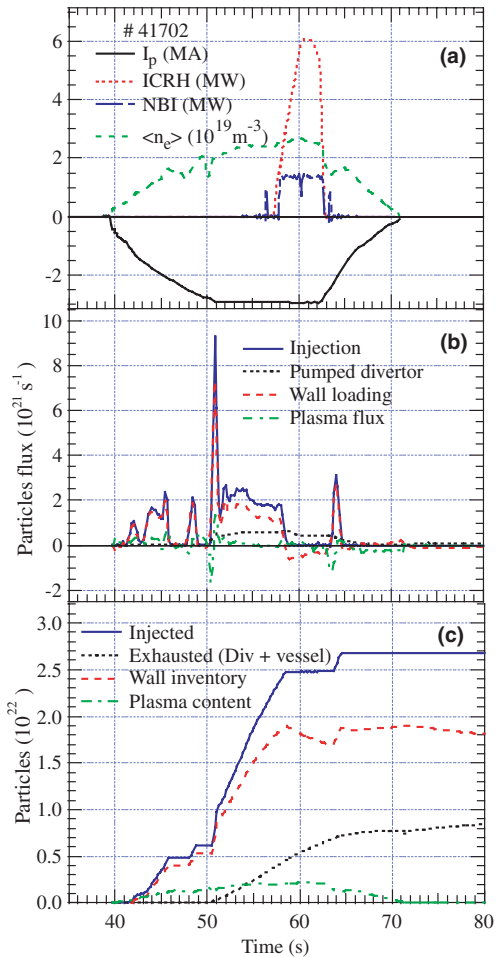 # 41702
(a)
I_p (MA)
ICRH (MW)
NBI (MW)
<n_e> (10^19 m^-3)
6
4
2
0
-2
(b)
Injection
Pumped divertor
Wall loading
Plasma flux
Particles flux (10^21 s^-1)
10
8
6
4
2
0
-2
(c)
Injected
Exhausted (Div + vessel)
Wall inventory
Plasma content
Particles (10^22)
3.0
2.5
2.0
1.5
1.0
0.5
0
40 50 60 70 80
Time (s)